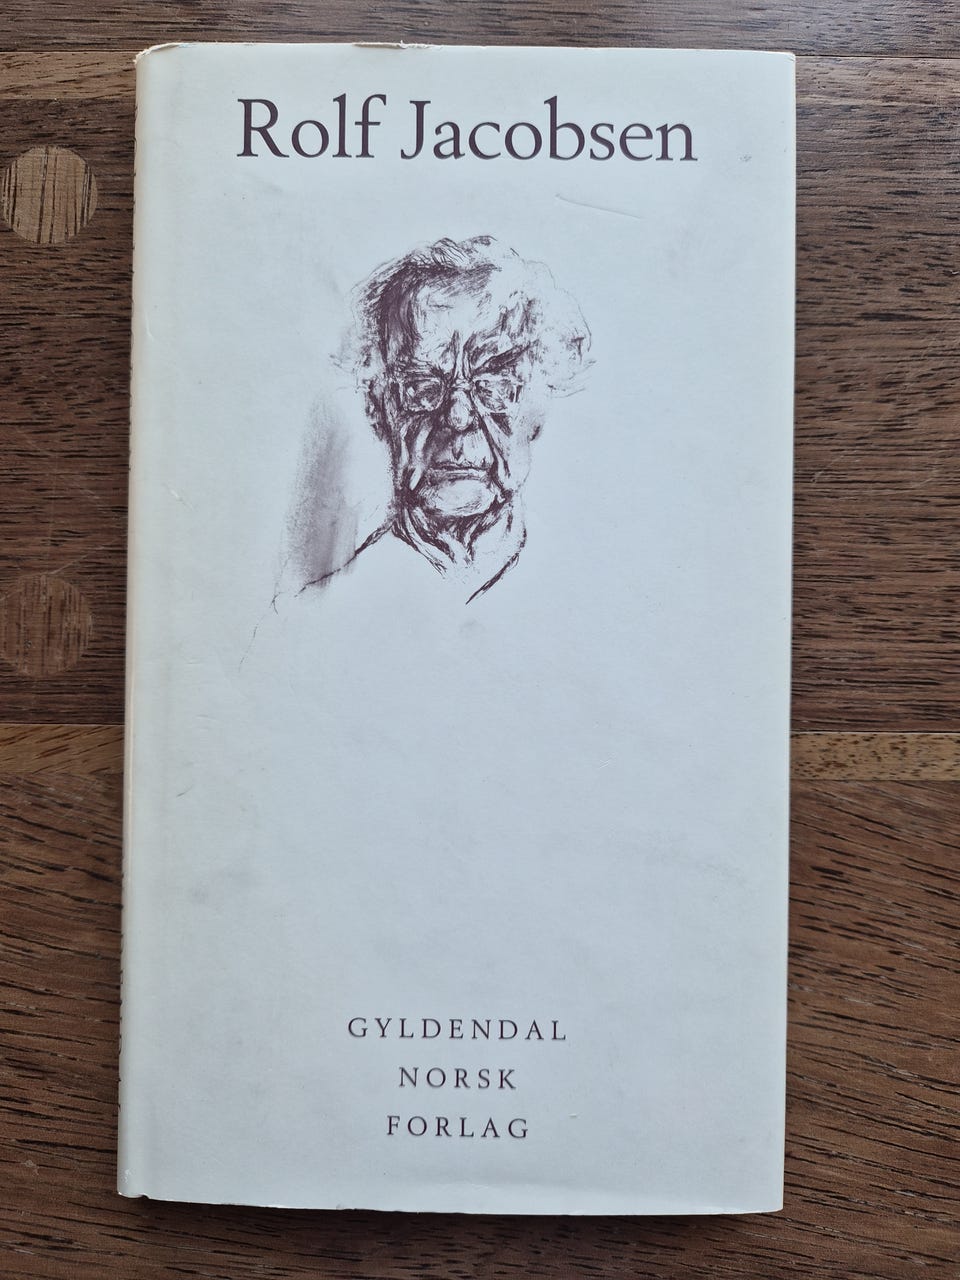 Rolf Jacobsen
GYLDENDAL
NORSK
FORLAG